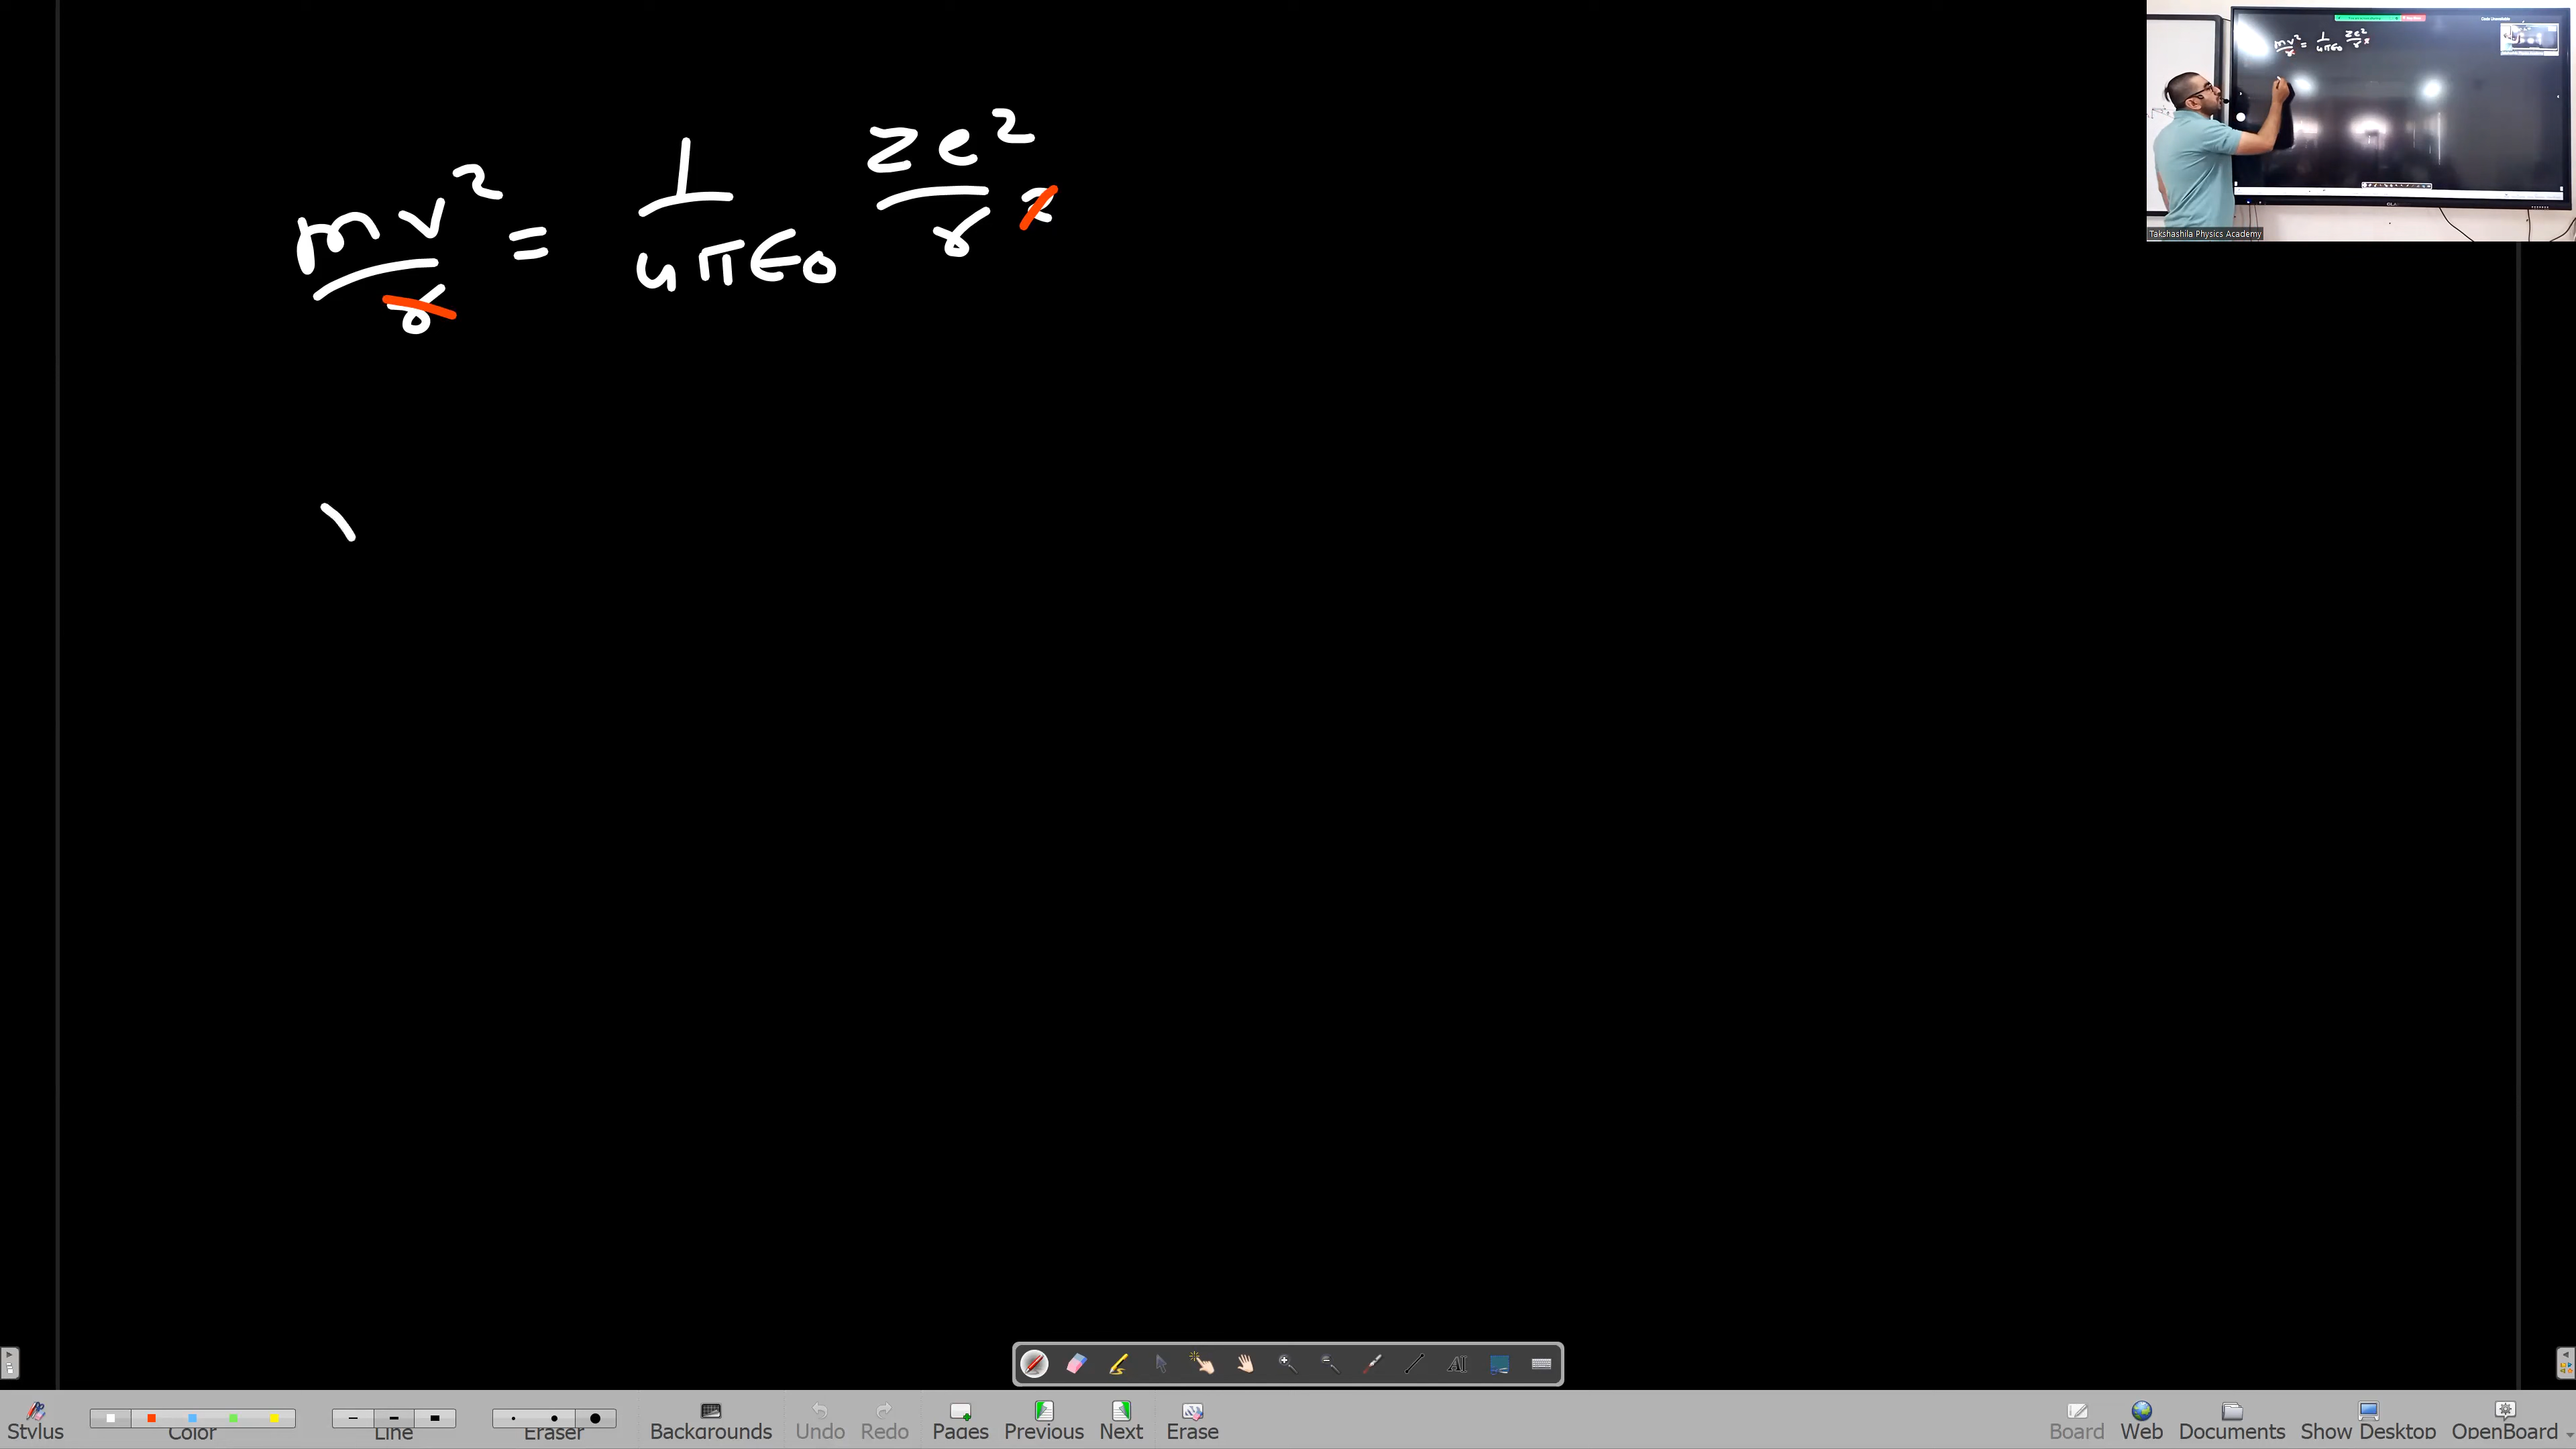 mv²/r = 1/4πϵ0 ze²/r²
Takshashila Physics Academy
Stylus Color Line Eraser Backgrounds Undo Redo Pages Previous Next Erase Board Web Documents Show Desktop OpenBoard